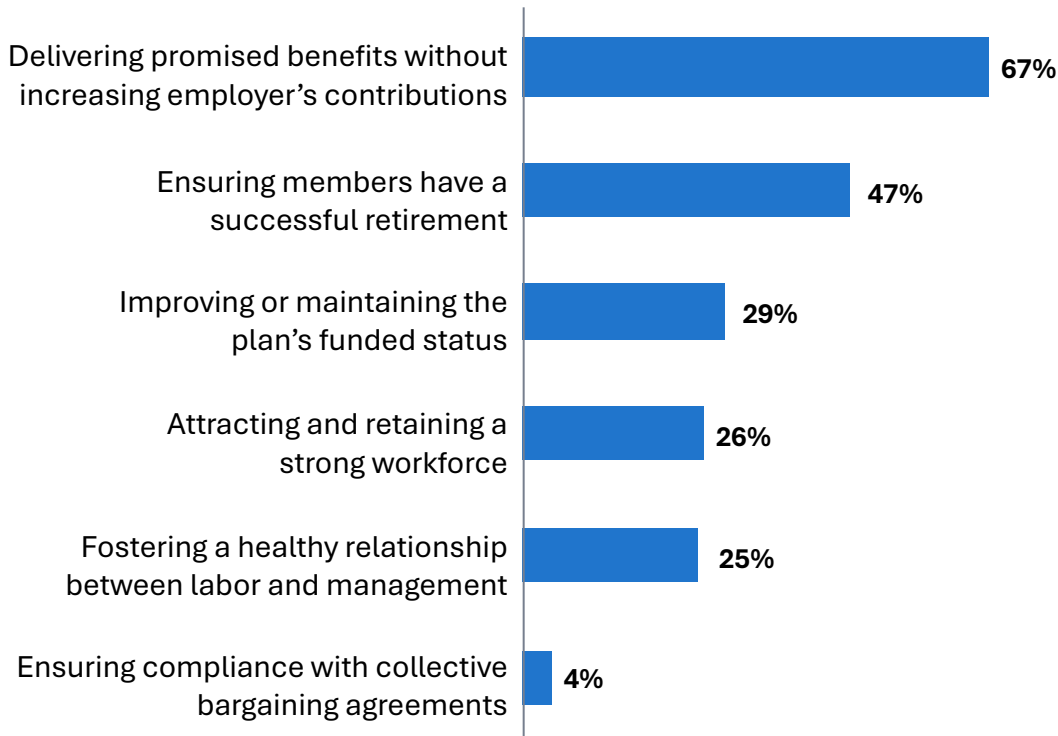 Delivering promised benefits without
increasing employer’s contributions
67%
Ensuring members have a
successful retirement
47%
Improving or maintaining the
plan’s funded status
29%
Attracting and retaining a
strong workforce
26%
Fostering a healthy relationship
between labor and management
25%
Ensuring compliance with collective
bargaining agreements
4%